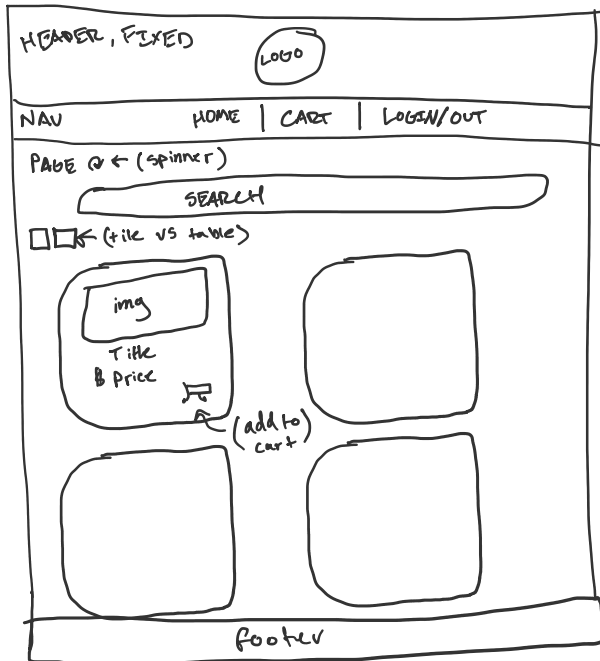 HEADER, FIXED
LOGO
NAV HOME | CART | LOGIN/OUT
PAGE ← (spinner)
SEARCH
← (tile vs table)
img
Title
$ Price
(add to
cart)
footer